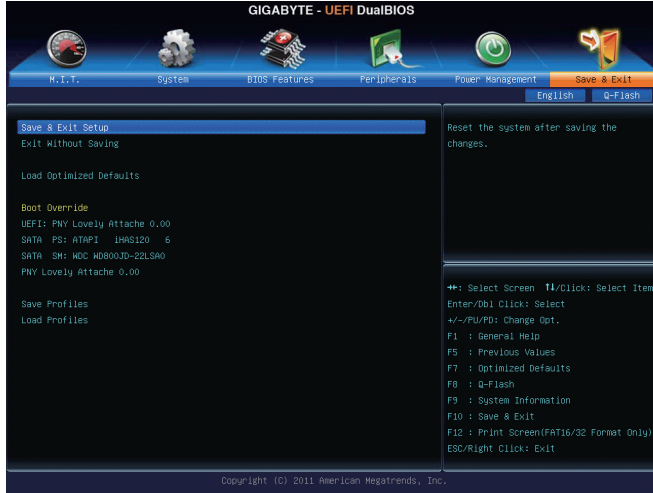 GIGABYTE - UEFI DualBIOS
M.I.T.
System
BIOS Features
Peripherals
Power Management
Save & Exit
English
Q-Flash
Save & Exit Setup
Exit Without Saving
Load Optimized Defaults
Boot Override
UEFI: PNY Lovely Attache 0.00
SATA PS: ATAPI iHAS120 6
SATA SM: WDC WD800JD-22LSA0
PNY Lovely Attache 0.00
Save Profiles
Load Profiles
Reset the system after saving the
changes.
→←: Select Screen ↑↓/Click: Select Item
Enter/Dbl Click: Select
+/-/PU/PD: Change Opt.
F1 : General Help
F5 : Previous Values
F7 : Optimized Defaults
F8 : Q-Flash
F9 : System Information
F10 : Save & Exit
F12 : Print Screen(FAT16/32 Format Only)
ESC/Right Click: Exit
Copyright (C) 2011 American Megatrends, Inc.